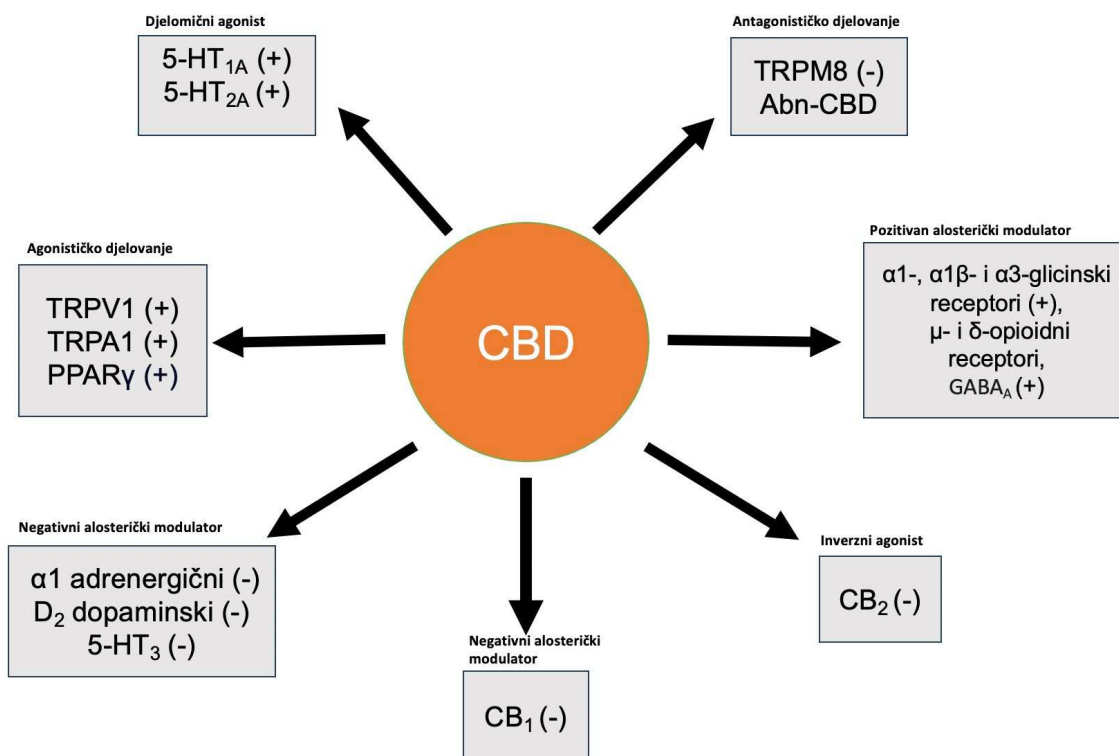 Djelomični agonist
5-HT₁ₐ (+)
5-HT₂ₐ (+)
Antagonističko djelovanje
TRPM8 (-)
Abn-CBD
Agonističko djelovanje
TRPV1 (+)
TRPA1 (+)
PPARγ (+)
CBD
Pozitivan alosterički modulator
α1-, α1β- i α3-glicinski
receptori (+),
μ- i δ-opioidni
receptori,
GABAₐ (+)
Negativni alosterički modulator
α1 adrenergični (-)
D₂ dopaminski (-)
5-HT₃ (-)
Negativni alosterički
modulator
CB₁ (-)
Inverzni agonist
CB₂ (-)